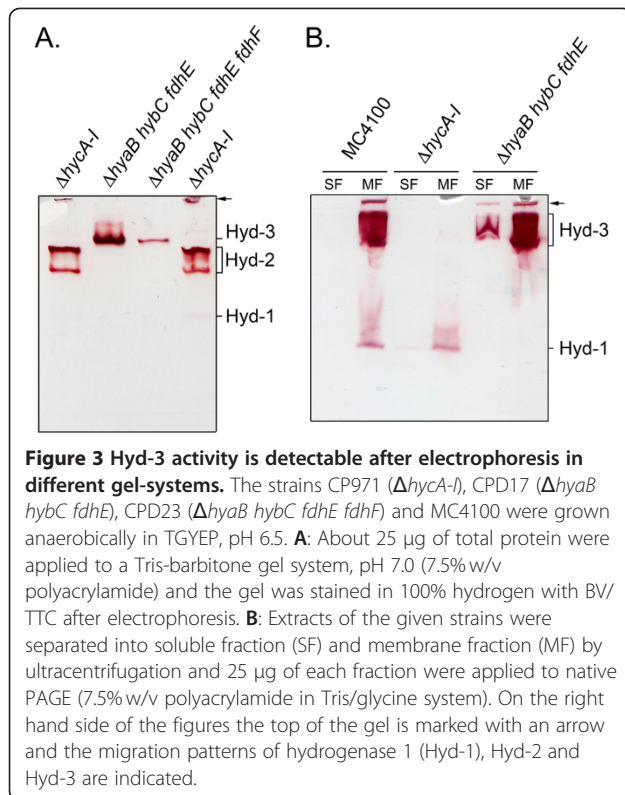 A.
B.
ΔhycA-I
ΔhyaB hybC fdhE
ΔhyaB hybC fdhE fdhF
ΔhycA-I
Hyd-3
Hyd-2
Hyd-1
MC4100
ΔhycA-I
ΔhyaB hybC fdhE
SF MF SF MF SF MF
Hyd-3
Hyd-1
Figure 3 Hyd-3 activity is detectable after electrophoresis in
different gel-systems. The strains CP971 (ΔhycA-I), CPD17 (ΔhyaB
hybC fdhE), CPD23 (ΔhyaB hybC fdhE fdhF) and MC4100 were grown
anaerobically in TGYEP, pH 6.5. A: About 25 μg of total protein were
applied to a Tris-barbitone gel system, pH 7.0 (7.5% w/v
polyacrylamide) and the gel was stained in 100% hydrogen with BV/
TTC after electrophoresis. B: Extracts of the given strains were
separated into soluble fraction (SF) and membrane fraction (MF) by
ultracentrifugation and 25 μg of each fraction were applied to native
PAGE (7.5% w/v polyacrylamide in Tris/glycine system). On the right
hand side of the figures the top of the gel is marked with an arrow
and the migration patterns of hydrogenase 1 (Hyd-1), Hyd-2 and
Hyd-3 are indicated.